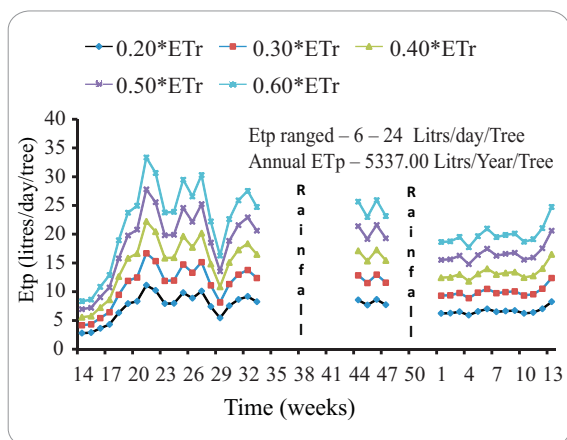 0.20*ETr 0.30*ETr 0.40*ETr
0.50*ETr 0.60*ETr
Etp ranged – 6 – 24 Litrs/day/Tree
Annual ETp – 5337.00 Litrs/Year/Tree
Etp (litres/day/tree)
40
35
30
25
20
15
10
5
0
Rainfall
Rainfall
14 17 20 23 26 29 32 35 38 41 44 47 50 1 4 7 10 13
Time (weeks)